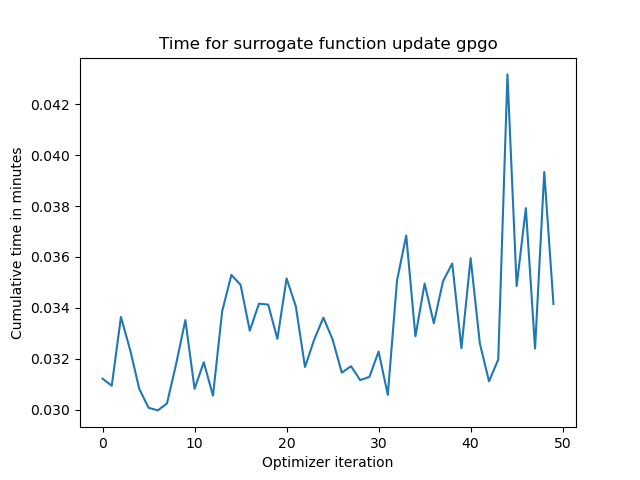 Time for surrogate function update gpgo
0.042
0.040
0.038
0.036
0.034
0.032
0.030
Cumulative time in minutes
0 10 20 30 40 50
Optimizer iteration